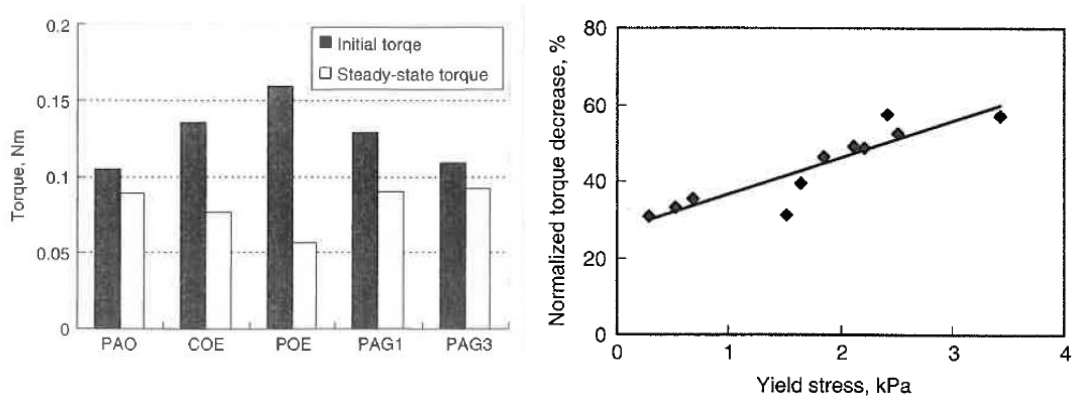 0.2
0.15
0.1
0.05
0
Torque, Nm
Initial torqe
Steady-state torque
PAO COE POE PAG1 PAG3
80
60
40
20
0
Normalized torque decrease, %
0 1 2 3 4
Yield stress, kPa